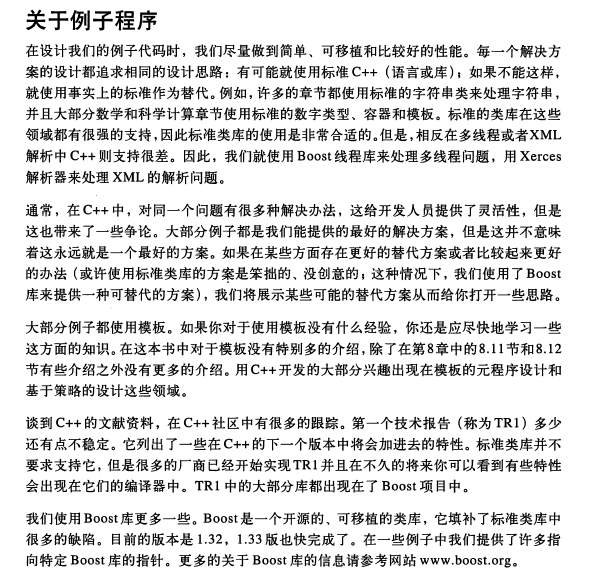 关于例子程序
在设计我们的例子代码时，我们尽量做到简单、可移植和比较好的性能。每一个解决方
案的设计都追求相同的设计思路：有可能就使用标准C++（语言或库）；如果不能这样，
就使用事实上的标准作为替代。例如，许多的章节都使用标准的字符串类来处理字符串，
并且大部分数学和科学计算章节使用标准的数字类型、容器和模板。标准的类库在这些
领域都有很强的支持，因此标准类库的使用是非常合适的。但是，相反在多线程或者XML
解析中C++则支持很差。因此，我们就使用Boost线程库来处理多线程问题，用Xerces
解析器来处理XML的解析问题。
通常，在C++中，对同一个问题有很多种解决办法，这给开发人员提供了灵活性，但是
这也带来了一些争论。大部分例子都是我们能提供的最好的解决方案，但是这并不意味
着这永远就是一个最好的方案。如果在某些方面存在更好的替代方案或者比较起来更好
的办法（或许使用标准类库的方案是笨拙的、没创意的；这种情况下，我们使用了Boost
库来提供一种可替代的方案），我们将展示某些可能的替代方案从而给你打开一些思路。
大部分例子都使用模板。如果你对于使用模板没有什么经验，你还是应尽快地学习一些
这方面的知识。在这本书中对于模板没有特别多的介绍，除了在第8章中的8.11节和8.12
节有些介绍之外没有更多的介绍。用C++开发的大部分兴趣出现在模板的元程序设计和
基于策略的设计这些领域。
谈到C++的文献资料，在C++社区中有很多的跟踪。第一个技术报告（称为TR1）多少
还有点不稳定。它列出了一些在C++的下一个版本中将会加进去的特性。标准类库并不
要求支持它，但是很多的厂商已经开始实现TR1并且在不久的将来你可以看到有些特性
会出现在它们的编译器中。TR1中的大部分库都出现在了Boost项目中。
我们使用Boost库更多一些。Boost是一个开源的、可移植的类库，它填补了标准类库中
很多的缺陷。目前的版本是1.32，1.33版也快完成了。在一些例子中我们提供了许多指
向特定Boost库的指针。更多的关于Boost库的信息请参考网站www.boost.org。